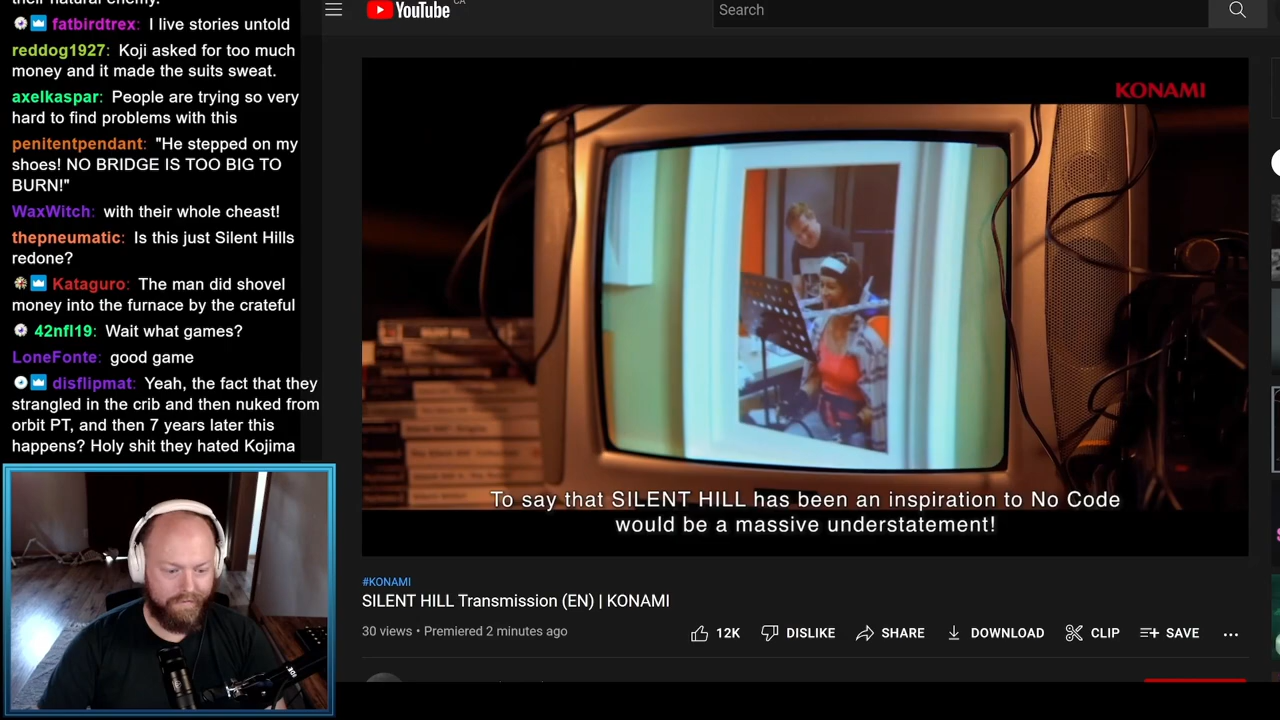 their natural enemy.
fatbirdtrex: I live stories untold
reddog1927: Koji asked for too much
money and it made the suits sweat.
axelkaspar: People are trying so very
hard to find problems with this
penitentpendant: "He stepped on my
shoes! NO BRIDGE IS TOO BIG TO
BURN!"
WaxWitch: with their whole cheast!
thepneumatic: Is this just Silent Hills
redone?
Kataguro: The man did shovel
money into the furnace by the crateful
42nfl19: Wait what games?
LoneFonte: good game
disflipmat: Yeah, the fact that they
strangled in the crib and then nuked from
orbit PT, and then 7 years later this
happens? Holy shit they hated Kojima
YouTube CA
Search
KONAMI
To say that SILENT HILL has been an inspiration to No Code
would be a massive understatement!
#KONAMI
SILENT HILL Transmission (EN) | KONAMI
30 views • Premiered 2 minutes ago
12K DISLIKE SHARE DOWNLOAD CLIP SAVE ...